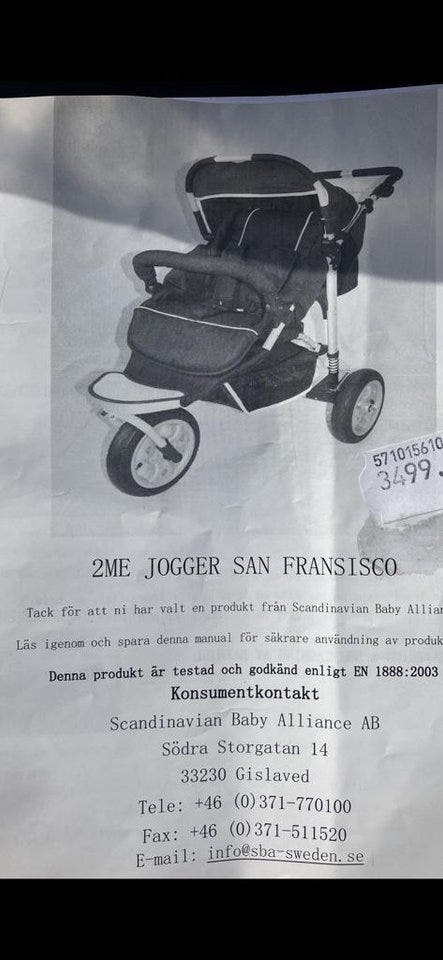 571015610
3499.
2ME JOGGER SAN FRANSISCO
Tack för att ni har valt en produkt från Scandinavian Baby Allian
Läs igenom och spara denna manual för säkrare användning av produk
Denna produkt är testad och godkänd enligt EN 1888:2003
Konsumentkontakt
Scandinavian Baby Alliance AB
Södra Storgatan 14
33230 Gislaved
Tele: +46 (0)371-770100
Fax: +46 (0)371-511520
E-mail: info@sba-sweden.se